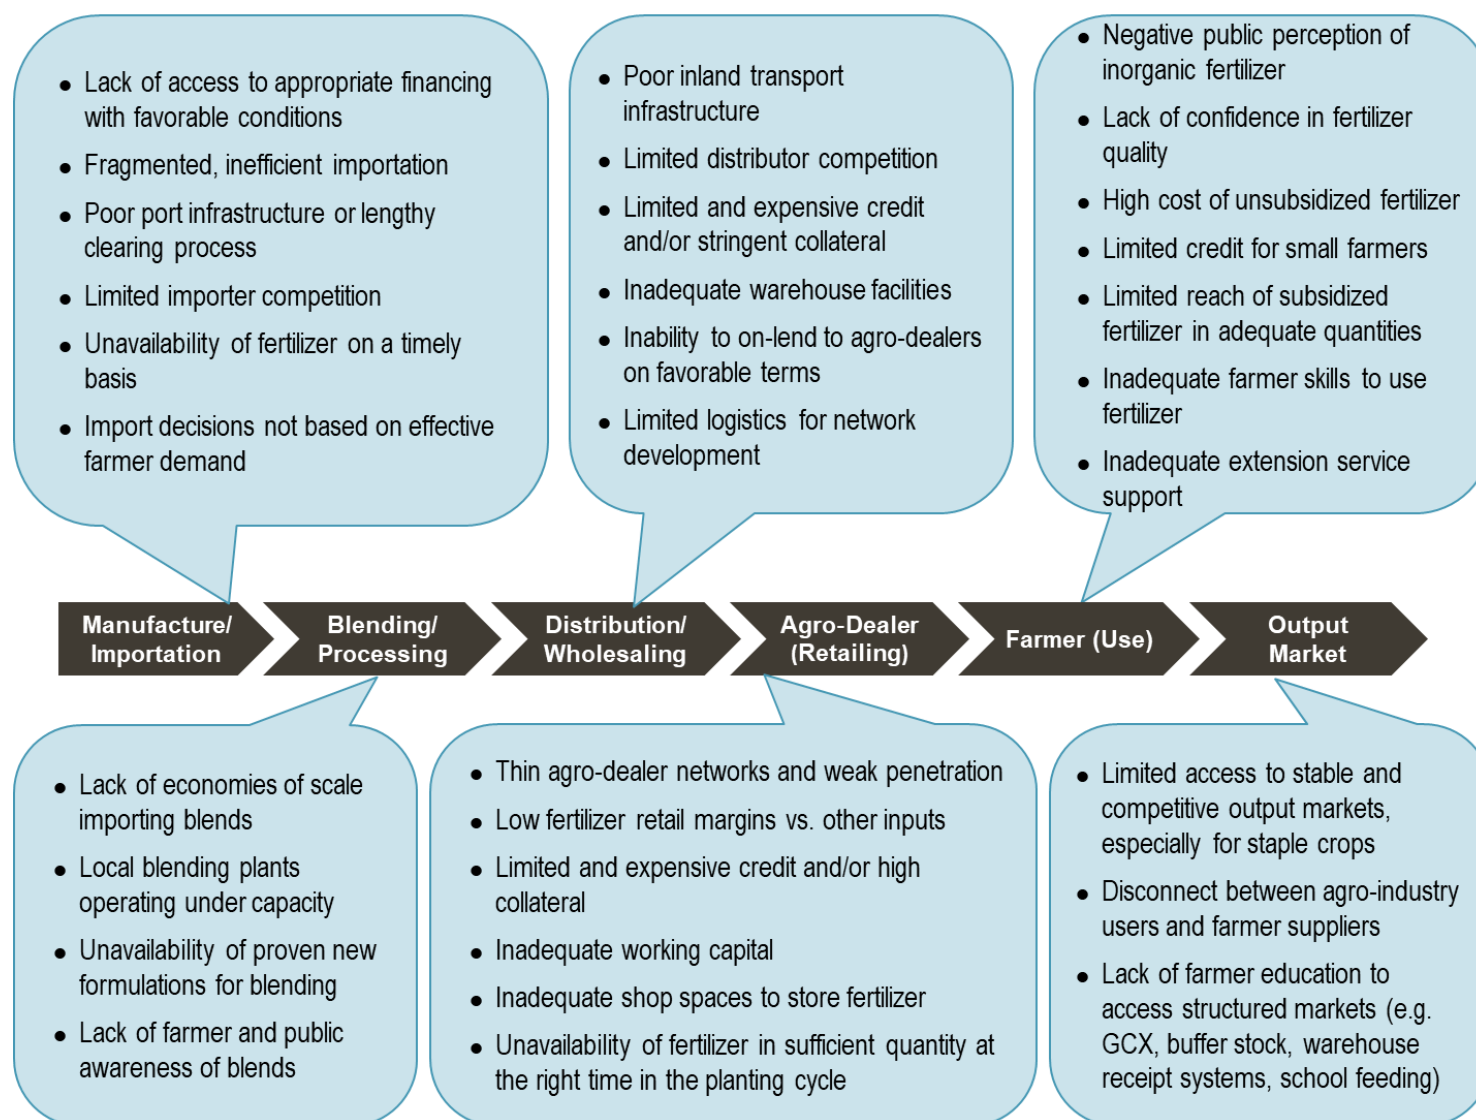 ● Lack of access to appropriate financing
with favorable conditions
● Fragmented, inefficient importation
● Poor port infrastructure or lengthy
clearing process
● Limited importer competition
● Unavailability of fertilizer on a timely
basis
● Import decisions not based on effective
farmer demand
● Poor inland transport
infrastructure
● Limited distributor competition
● Limited and expensive credit
and/or stringent collateral
● Inadequate warehouse facilities
● Inability to on-lend to agro-dealers
on favorable terms
● Limited logistics for network
development
● Negative public perception of
inorganic fertilizer
● Lack of confidence in fertilizer
quality
● High cost of unsubsidized fertilizer
● Limited credit for small farmers
● Limited reach of subsidized
fertilizer in adequate quantities
● Inadequate farmer skills to use
fertilizer
● Inadequate extension service
support
Manufacture/
Importation
Blending/
Processing
Distribution/
Wholesaling
Agro-Dealer
(Retailing)
Farmer (Use)
Output
Market
● Lack of economies of scale
importing blends
● Local blending plants
operating under capacity
● Unavailability of proven new
formulations for blending
● Lack of farmer and public
awareness of blends
● Thin agro-dealer networks and weak penetration
● Low fertilizer retail margins vs. other inputs
● Limited and expensive credit and/or high
collateral
● Inadequate working capital
● Inadequate shop spaces to store fertilizer
● Unavailability of fertilizer in sufficient quantity at
the right time in the planting cycle
● Limited access to stable and
competitive output markets,
especially for staple crops
● Disconnect between agro-industry
users and farmer suppliers
● Lack of farmer education to
access structured markets (e.g.
GCX, buffer stock, warehouse
receipt systems, school feeding)